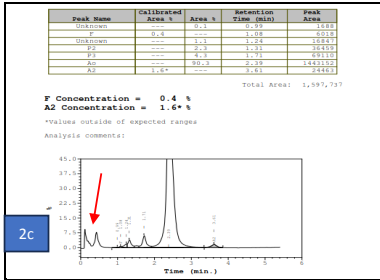 Peak Name Calibrated Area % Area % Retention Time (min) Peak Area
Unknown --- 0.1 0.99 1688
F 0.4 --- 1.08 6018
Unknown --- 1.1 1.24 16847
P2 --- 2.3 1.31 36459
P3 --- 4.3 1.71 69110
Ao --- 90.3 2.39 1443152
A2 1.6* --- 3.61 24463
Total Area: 1,597,737
F Concentration = 0.4 %
A2 Concentration = 1.6* %
*Values outside of expected ranges
Analysis comments:
45.0
37.5
30.0
22.5
15.0
7.5
0.0
2c
0 1 2 3 4 5 6
Time (min.)